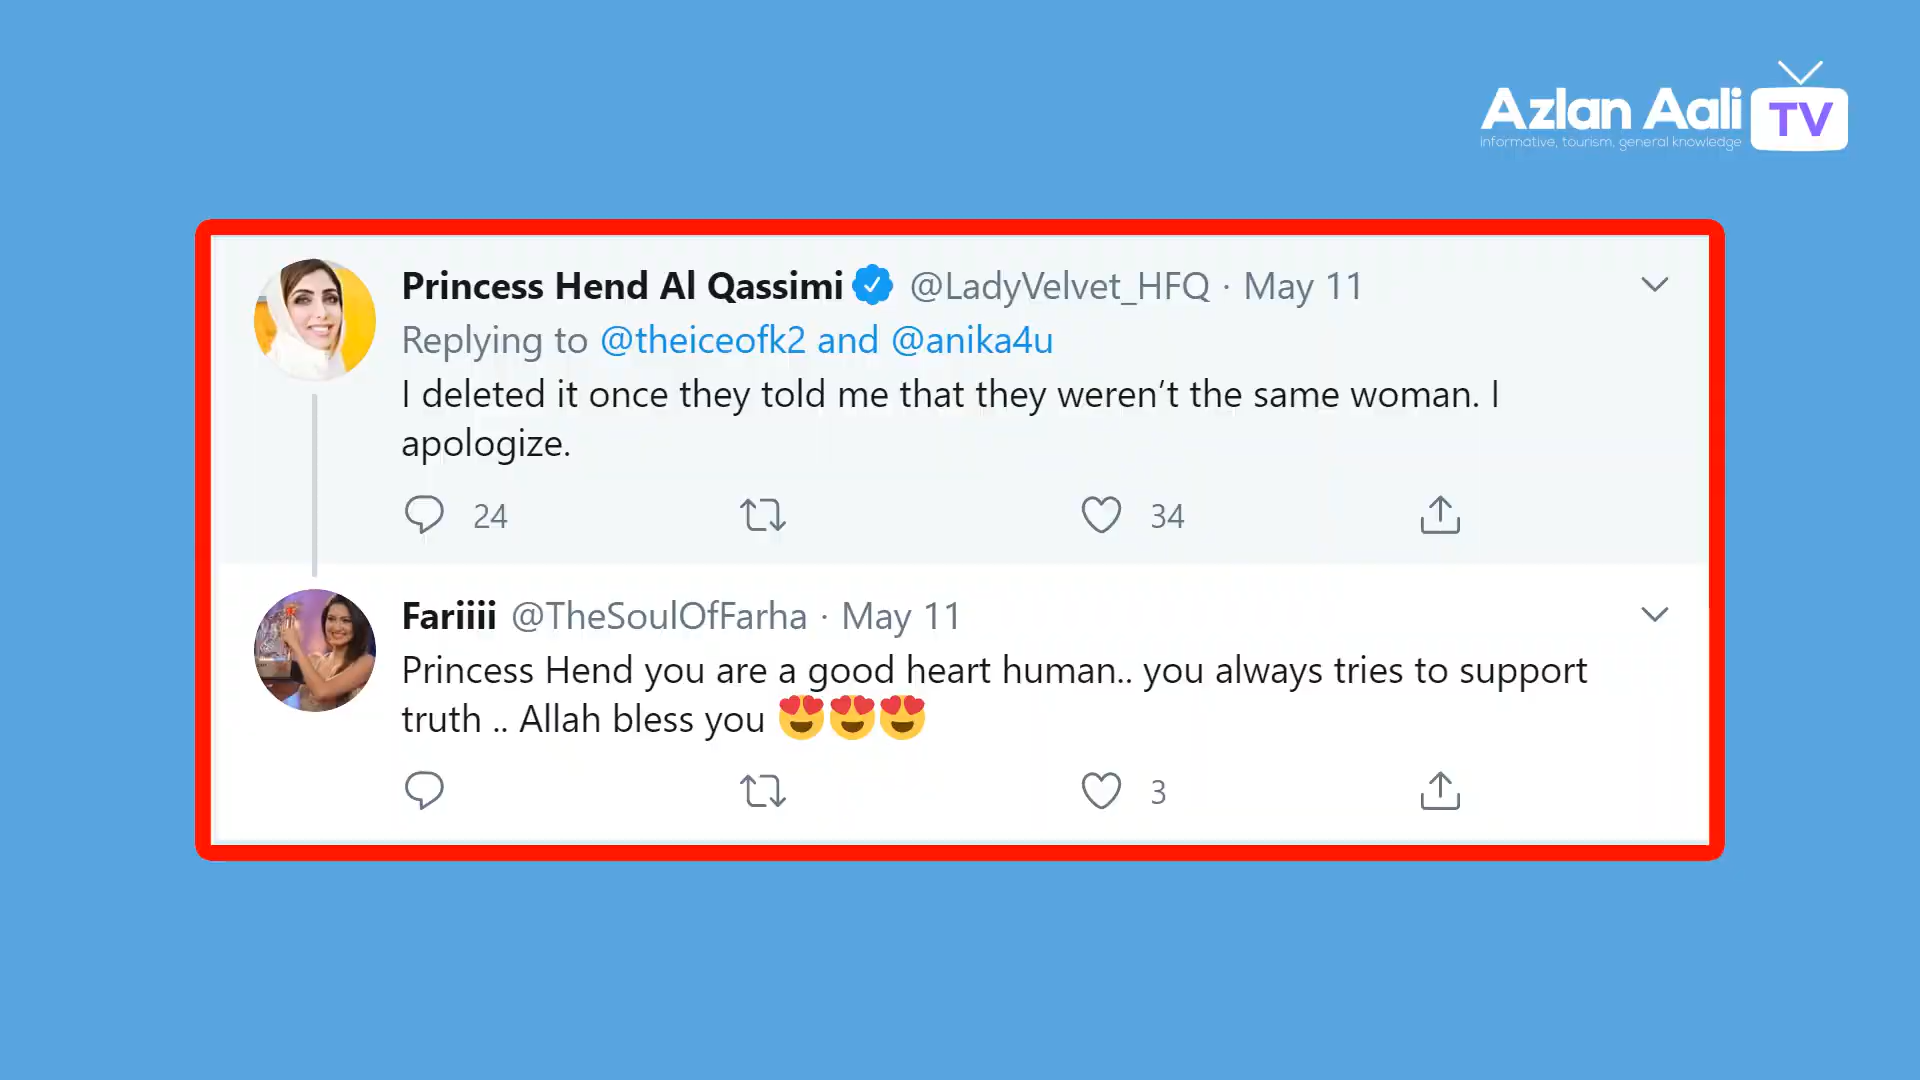 Azlan Aali TV
informative, tourism, general knowledge
Princess Hend Al Qassimi @LadyVelvet_HFQ · May 11
Replying to @theiceofk2 and @anika4u
I deleted it once they told me that they weren’t the same woman. I
apologize.
24 34
Fariiii @TheSoulOfFarha · May 11
Princess Hend you are a good heart human.. you always tries to support
truth .. Allah bless you 😍😍😍
3